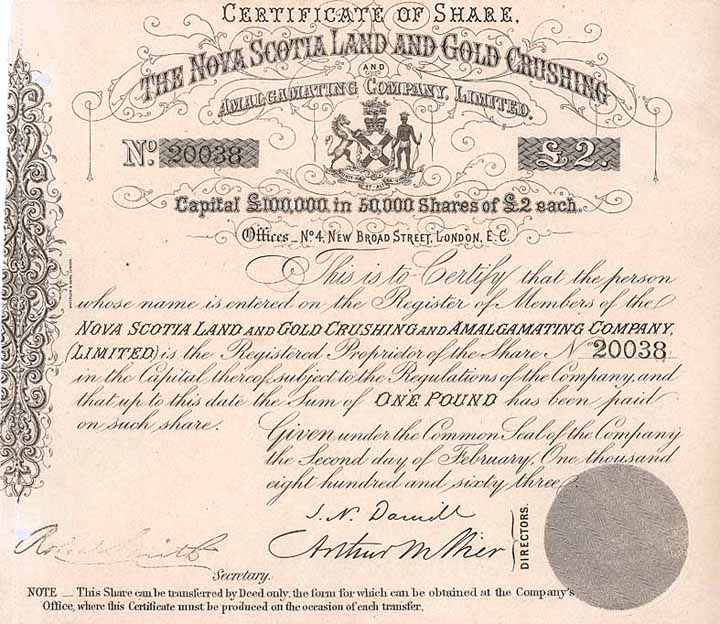 CERTIFICATE OF SHARE.
THE NOVA SCOTIA LAND AND GOLD CRUSHING
AND
AMALGAMATING COMPANY, LIMITED.
No. 20038 £2.
Capital £100,000. in 50,000 Shares of £2 each.
Offices _ No. 4, NEW BROAD STREET, LONDON, E.C.
This is to Certify that the person
whose name is entered on the Register of Members of the
NOVA SCOTIA LAND AND GOLD CRUSHING AND AMALGAMATING COMPANY,
(LIMITED) is the Registered Proprietor of the Share No 20038
in the Capital thereof, subject to the Regulations of the Company, and
that up to this date the Sum of ONE POUND has been paid
on such share.
Given under the Common Seal of the Company
the Second day of February, One thousand
eight hundred and sixty three
DIRECTORS.
Arthur
Smith
Secretary.
NOTE _ This Share can be transferred by Deed only, the form for which can be obtained at the Company's
Office, where this Certificate must be produced on the occasion of each transfer.